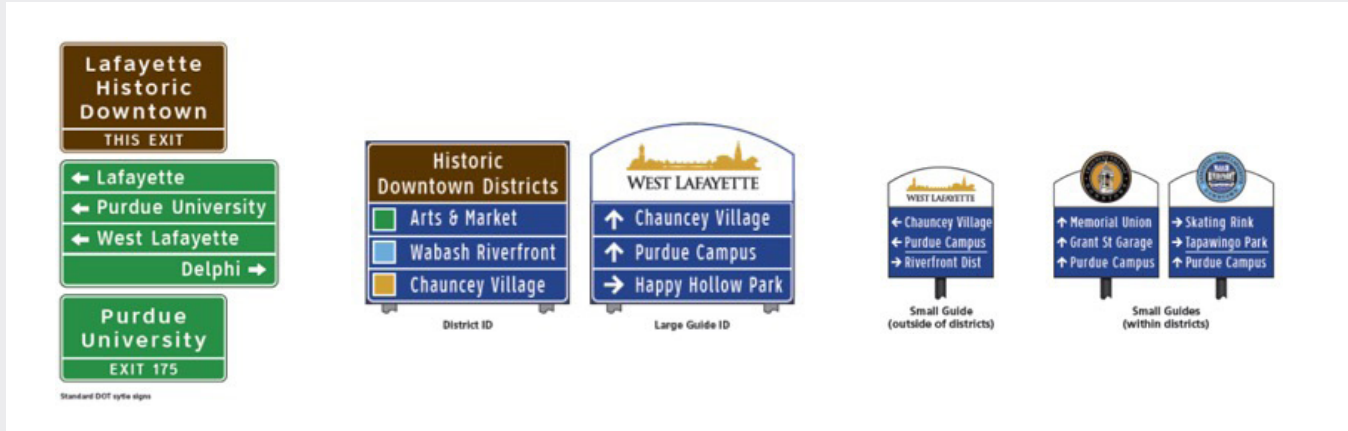 Lafayette
Historic
Downtown
THIS EXIT
← Lafayette
← Purdue University
← West Lafayette
Delphi →
Purdue
University
EXIT 175
Standard DOT sytle signs
Historic
Downtown Districts
Arts & Market
Wabash Riverfront
Chauncey Village
District ID
WEST LAFAYETTE
↑ Chauncey Village
↑ Purdue Campus
→ Happy Hollow Park
Large Guide ID
WEST LAFAYETTE
← Chauncey Village
← Purdue Campus
→ Riverfront Dist
Small Guide
(outside of districts)
↑ Memorial Union
↑ Grant St Garage
↑ Purdue Campus
→ Skating Rink
→ Tapawingo Park
↑ Purdue Campus
Small Guides
(within districts)